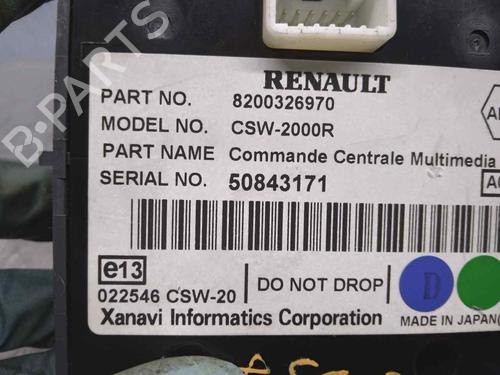 RENAULT
PART NO. 8200326970
MODEL NO. CSW-2000R
PART NAME Commande Centrale Multimedia
SERIAL NO. 50843171
e13
022546 CSW-20
DO NOT DROP
D
Xanavi Informatics Corporation
MADE IN JAPAN(
B-PARTS